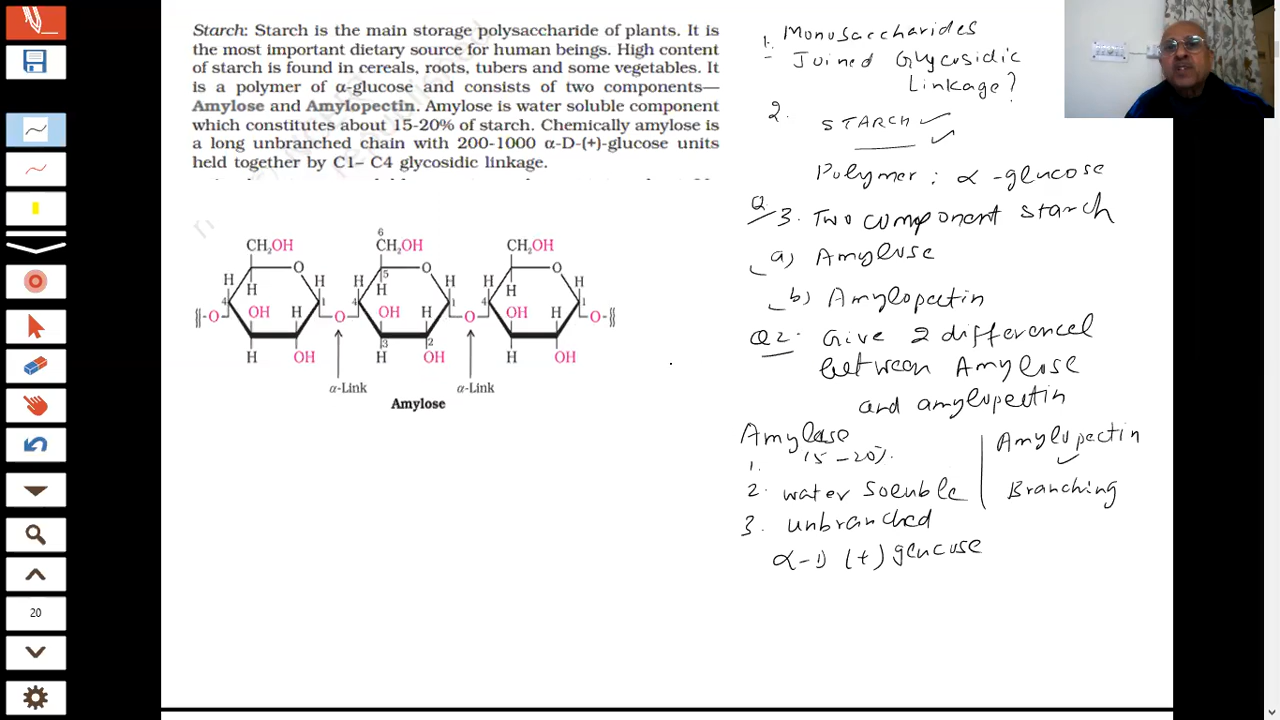 Starch: Starch is the main storage polysaccharide of plants. It is
the most important dietary source for human beings. High content
of starch is found in cereals, roots, tubers and some vegetables. It
is a polymer of α-glucose and consists of two components—
Amylose and Amylopectin. Amylose is water soluble component
which constitutes about 15-20% of starch. Chemically amylose is
a long unbranched chain with 200-1000 α-D-(+)-glucose units
held together by C1– C4 glycosidic linkage.
6
CH2OH CH2OH CH2OH
O 5 O O
H H H H H H
H H H
4 1 4 1 4 1
-O OH H O OH H O OH H O-
3 2
H OH H OH H OH
α-Link α-Link
Amylose
1. Monosaccharides
Joined Glycosidic
Linkage?
2. STARCH
Polymer: α-glucose
Q 3. Two component starch
a) Amylose
b) Amylopectin
Q2: Give 2 differencel
between Amylose
and amylopectin
Amylase | Amylopectin
1. 15-20%.
2. water soluble | Branching
3. unbranched
α-D (+) glucose
20